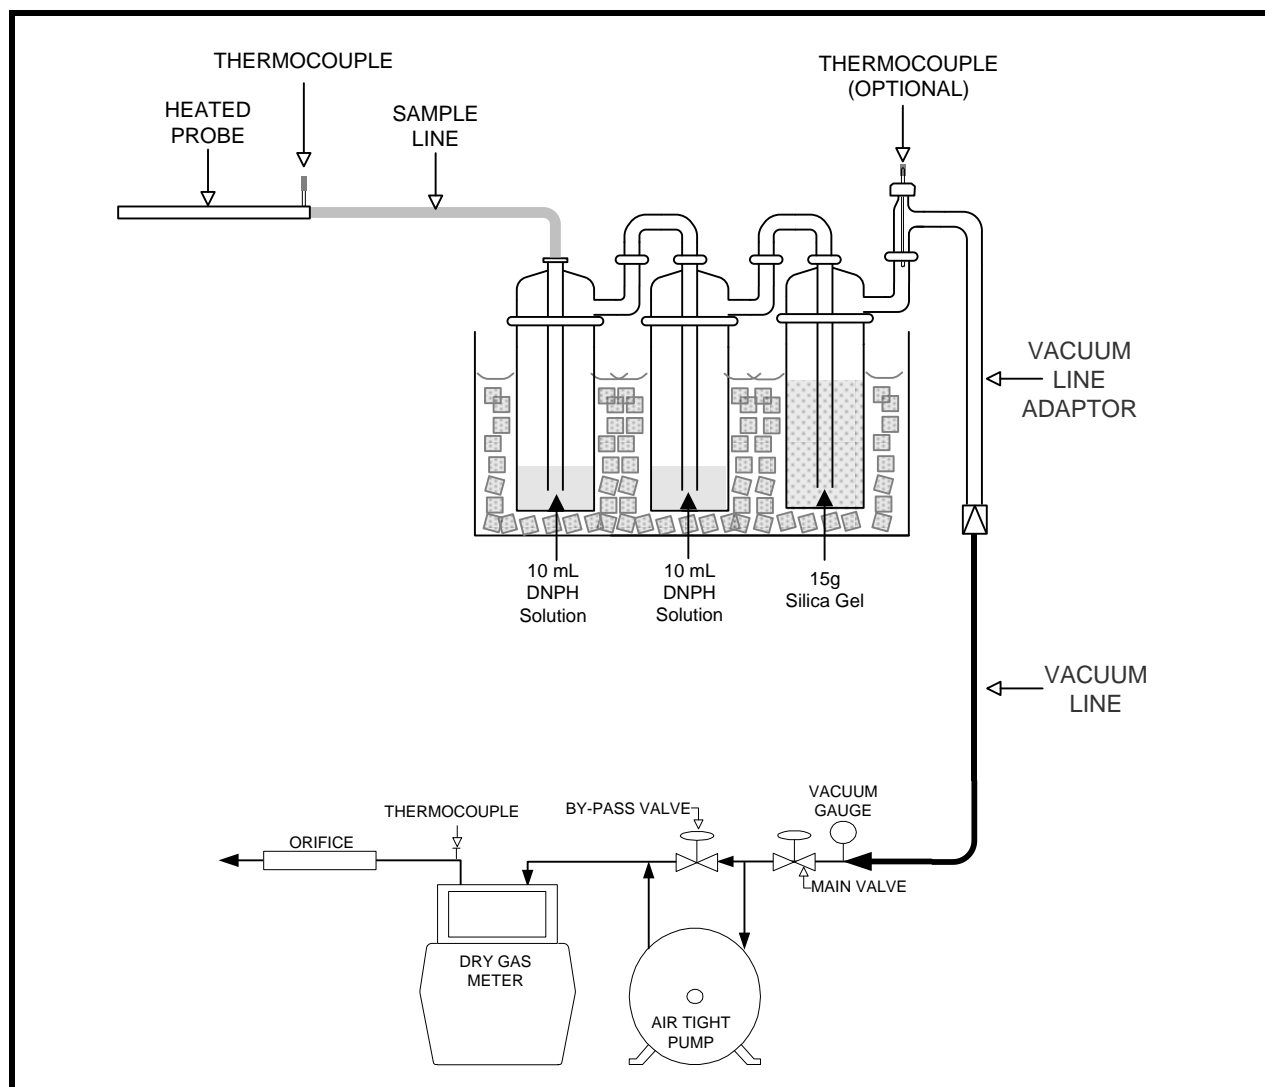 THERMOCOUPLE
THERMOCOUPLE
(OPTIONAL)
HEATED
PROBE
SAMPLE
LINE
VACUUM
LINE
ADAPTOR
10 mL
DNPH
Solution
10 mL
DNPH
Solution
15g
Silica Gel
VACUUM
LINE
THERMOCOUPLE
BY-PASS VALVE
VACUUM
GAUGE
ORIFICE
MAIN VALVE
DRY GAS
METER
AIR TIGHT
PUMP